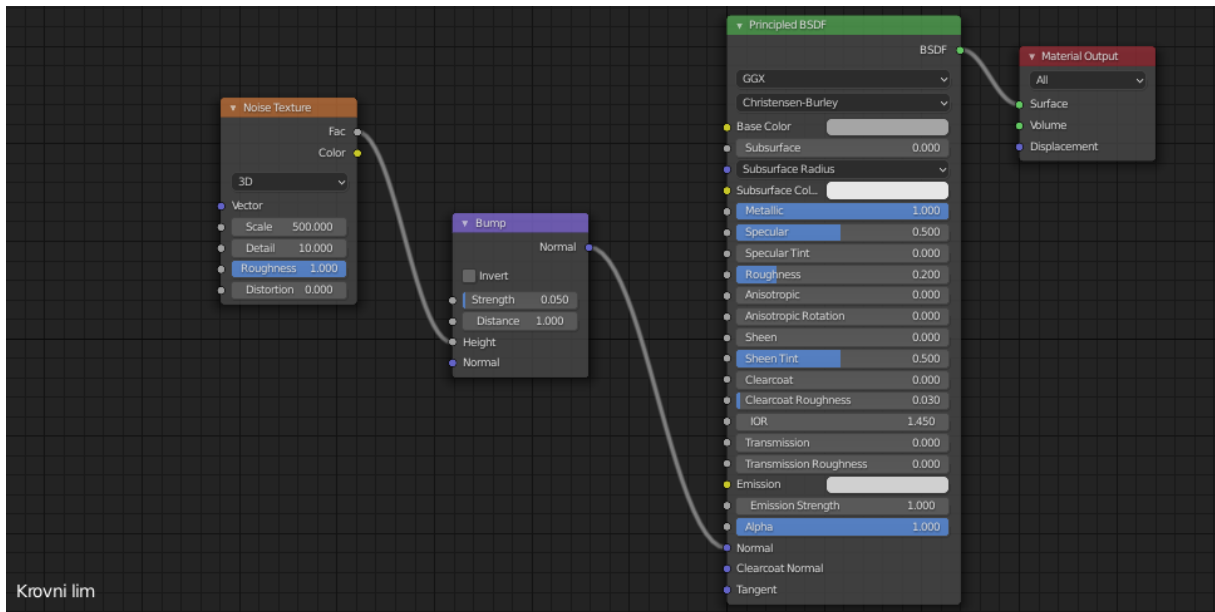 Noise Texture
Fac
Color
3D
Vector
Scale 500.000
Detail 10.000
Roughness 1.000
Distortion 0.000
Bump
Normal
Invert
Strength 0.050
Distance 1.000
Height
Normal
Principled BSDF
BSDF
GGX
Christensen-Burley
Base Color
Subsurface 0.000
Subsurface Radius
Subsurface Col...
Metallic 1.000
Specular 0.500
Specular Tint 0.000
Roughness 0.200
Anisotropic 0.000
Anisotropic Rotation 0.000
Sheen 0.000
Sheen Tint 0.500
Clearcoat 0.000
Clearcoat Roughness 0.030
IOR 1.450
Transmission 0.000
Transmission Roughness 0.000
Emission
Emission Strength 1.000
Alpha 1.000
Normal
Clearcoat Normal
Tangent
Material Output
All
Surface
Volume
Displacement
Krovni lim